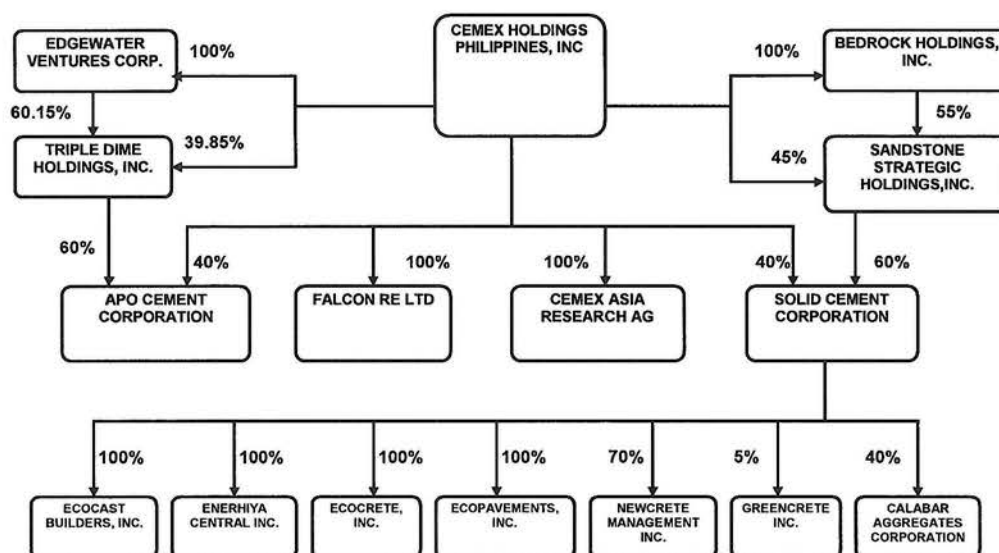 CEMEX HOLDINGS
PHILIPPINES, INC
EDGEWATER
VENTURES CORP.
100%
100%
BEDROCK HOLDINGS,
INC.
60.15%
39.85%
55%
TRIPLE DIME
HOLDINGS, INC.
45%
SANDSTONE
STRATEGIC
HOLDINGS,INC.
60%
40%
100%
100%
40%
60%
APO CEMENT
CORPORATION
FALCON RE LTD
CEMEX ASIA
RESEARCH AG
SOLID CEMENT
CORPORATION
100%
100%
100%
100%
70%
5%
40%
ECOCAST
BUILDERS, INC.
ENERHIYA
CENTRAL INC.
ECOCRETE,
INC.
ECOPAVEMENTS,
INC.
NEWCRETE
MANAGEMENT
INC.
GREENCRETE
INC.
CALABAR
AGGREGATES
CORPORATION